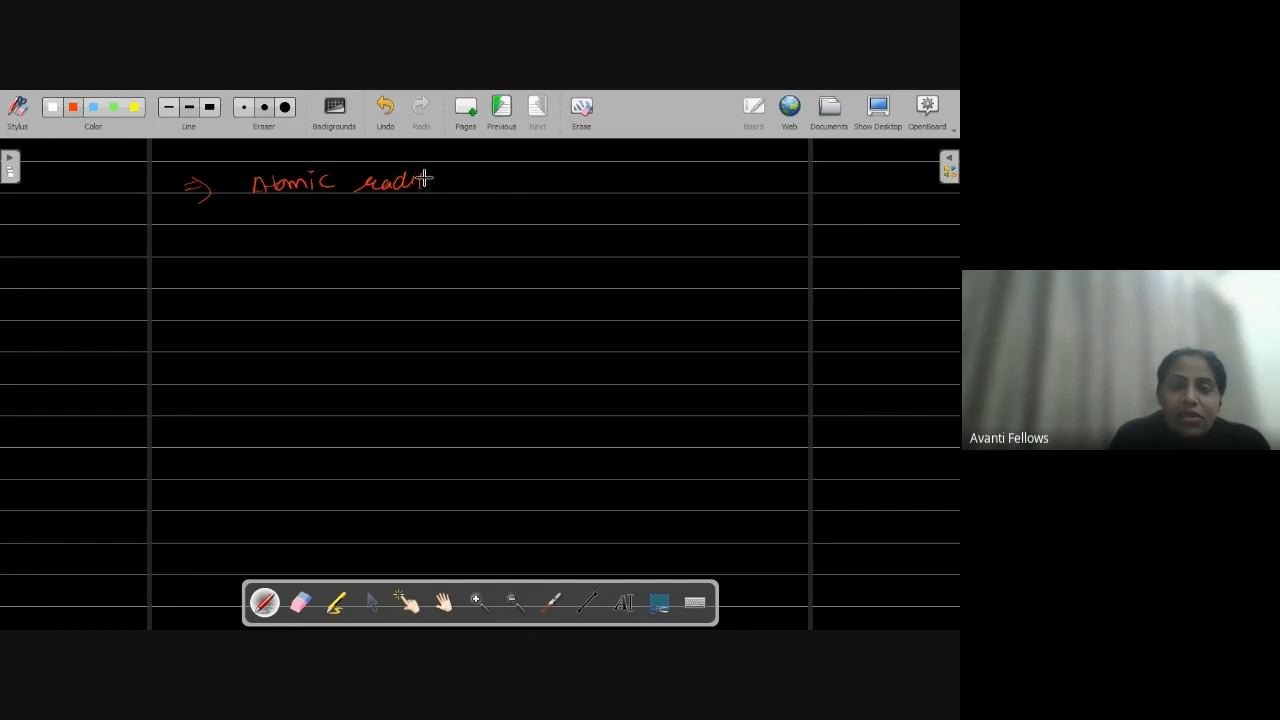 Stylus Color Line Eraser Backgrounds Undo Redo Pages Previous Next Erase Board Web Documents Show Desktop OpenBoard
⇒ Atomic radi
Avanti Fellows
AI